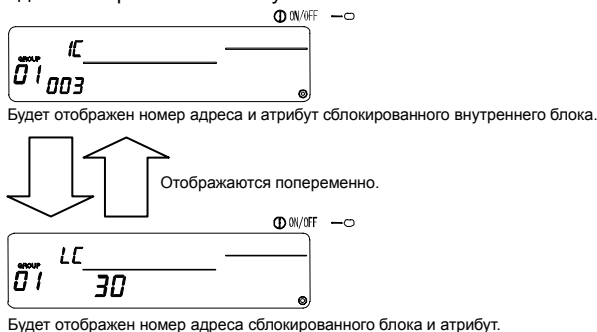 ON/OFF
1C
GROUP
01 003
Будет отображен номер адреса и атрибут сблокированного внутреннего блока.
Отображаются попеременно.
ON/OFF
LC
GROUP
01 30
Будет отображен номер адреса сблокированного блока и атрибут.